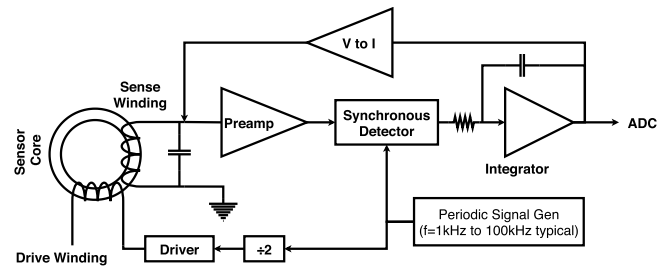 V to I
Sense
Winding
Preamp
Synchronous
Detector
Integrator
ADC
Sensor
Core
Periodic Signal Gen
(f=1kHz to 100kHz typical)
Drive Winding
Driver
÷2